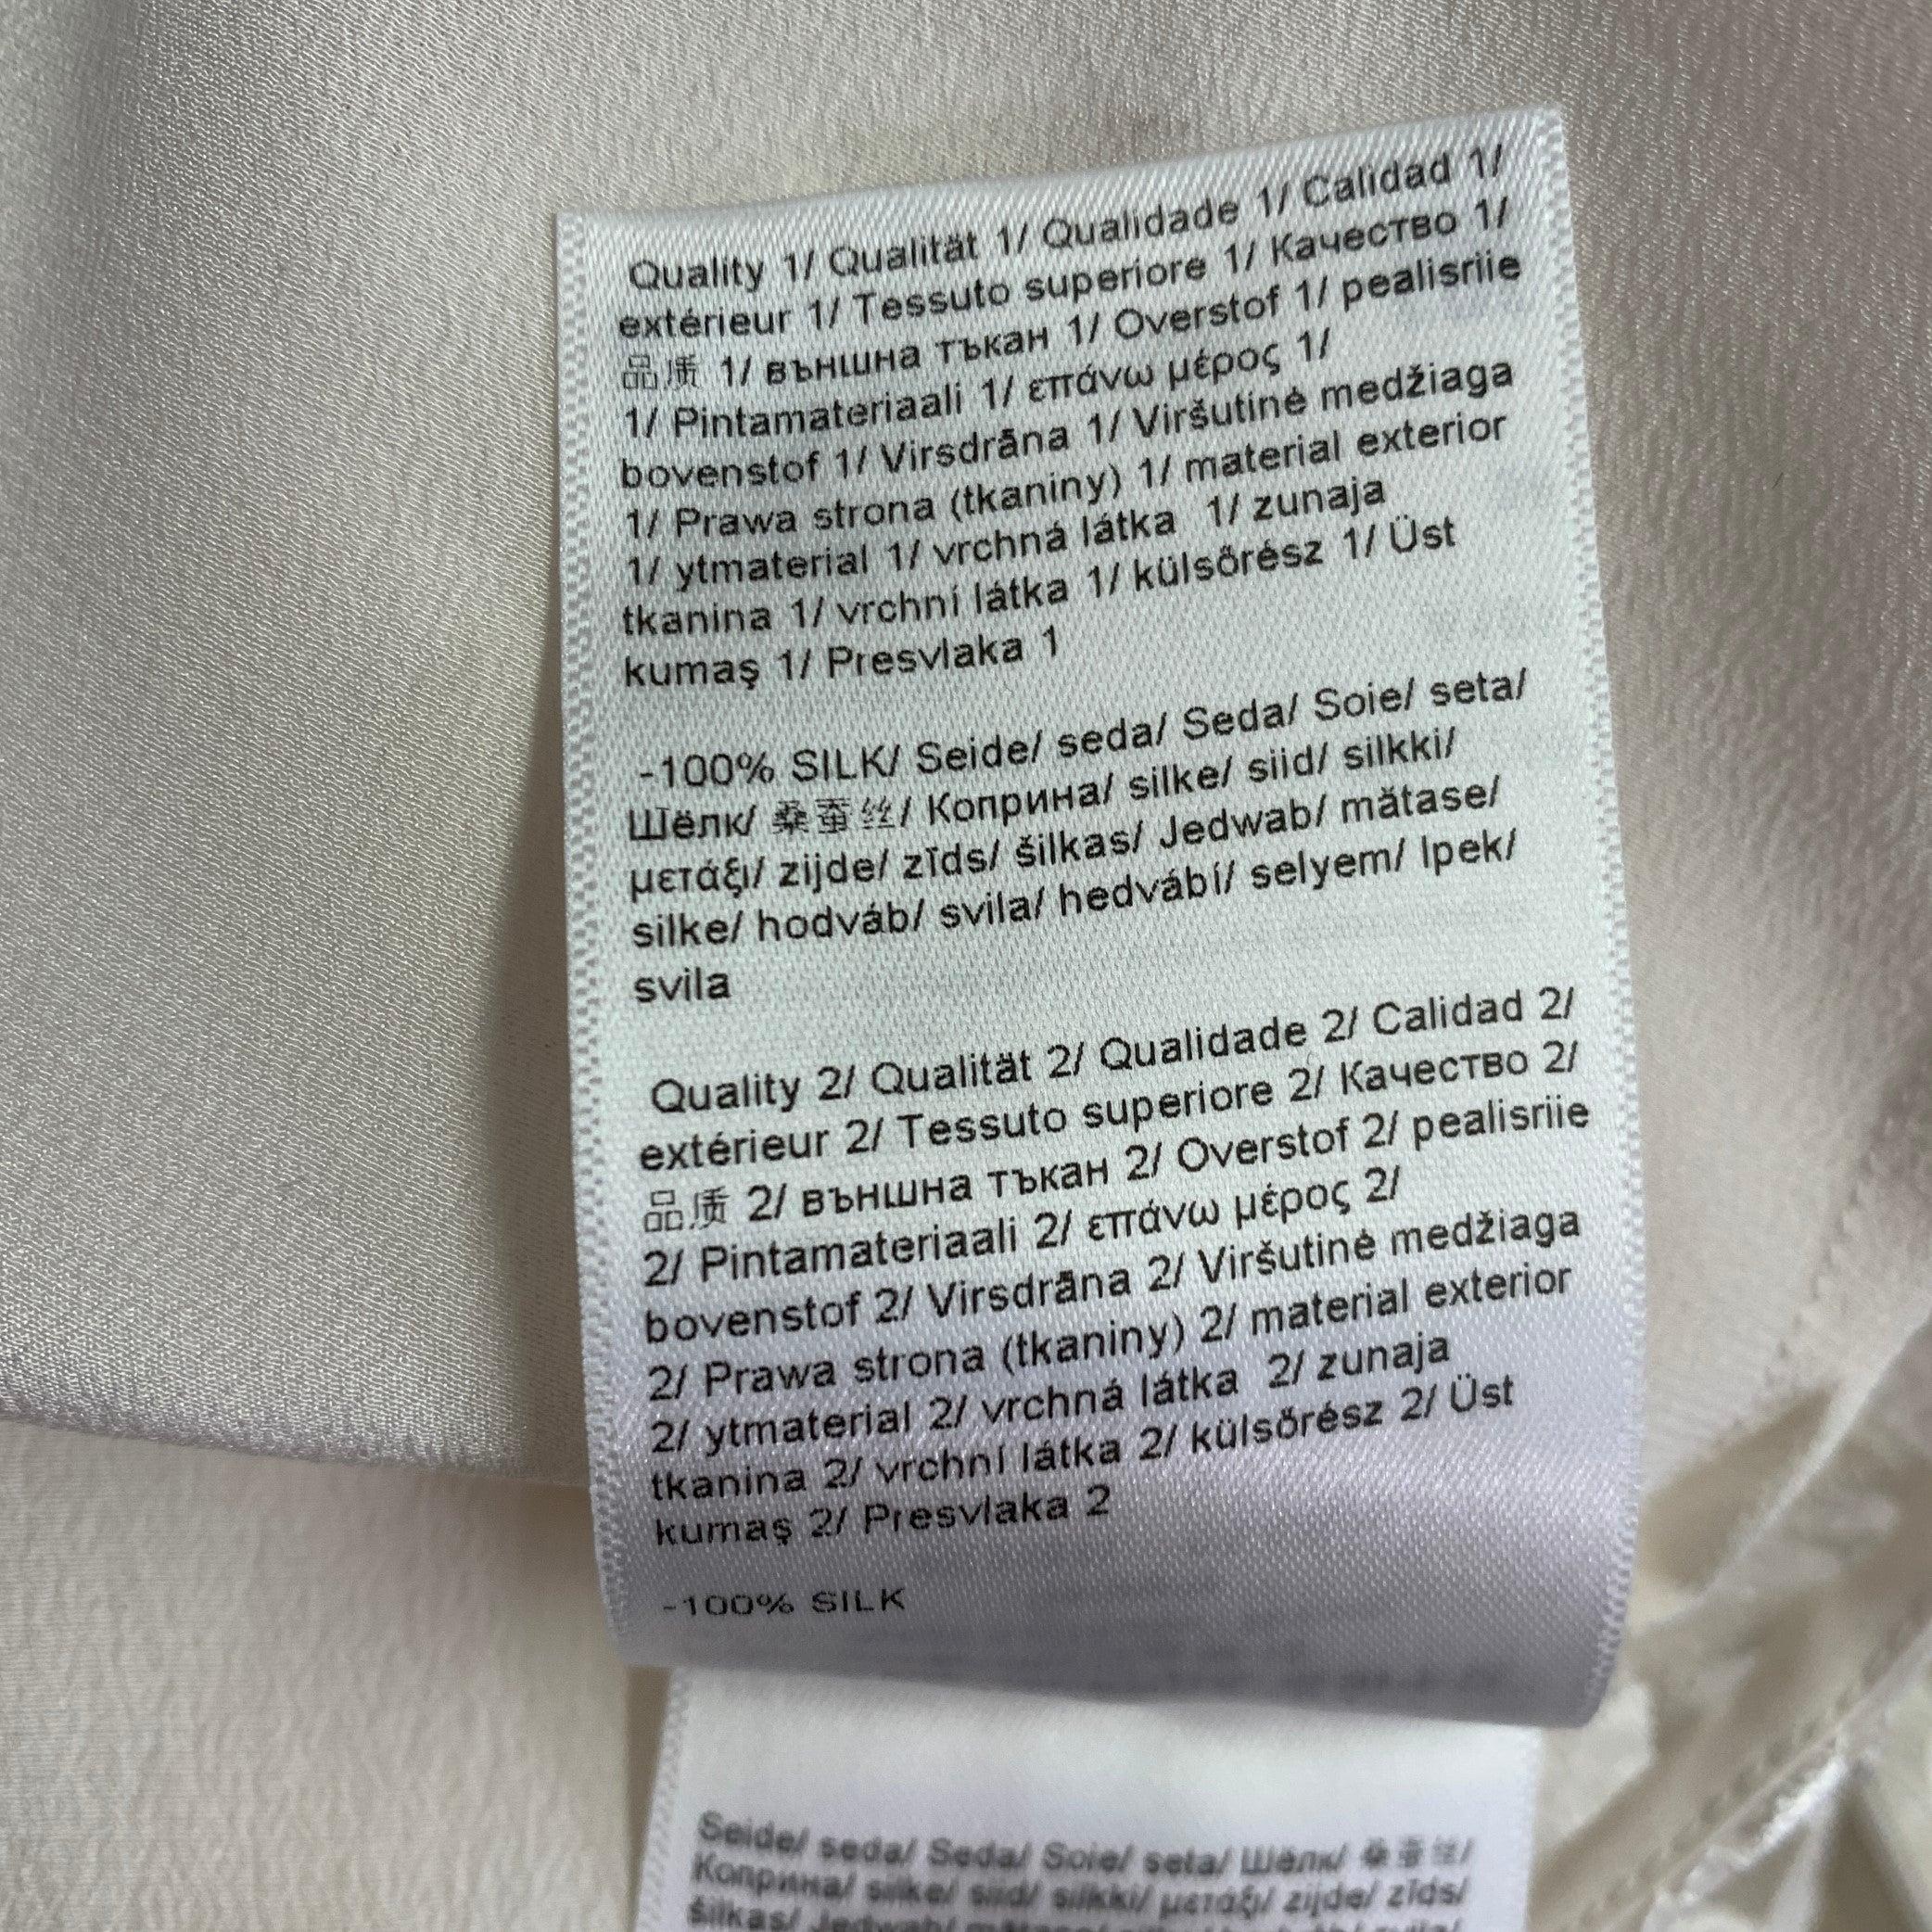 Quality 1/ Qualität 1/ Qualidade 1/ Calidad 1/
extérieur 1/ Tessuto superiore 1/ Качество 1/
品质 1/ външна тъкан 1/ Overstof 1/ pealisriie
1/ Pintamateriaali 1/ επάνω μέρος 1/
bovenstof 1/ Virsdrāna 1/ Viršutinė medžiaga
1/ Prawa strona (tkaniny) 1/ material exterior
1/ ytmaterial 1/ vrchná látka 1/ zunaja
tkanina 1/ vrchní látka 1/ külsőrész 1/ Üst
kumaş 1/ Presvlaka 1
-100% SILK/ Seide/ seda/ Seda/ Soie/ seta/
Шёлк/ 桑蚕丝/ Коприна/ silke/ siid/ silkki/
μετάξι/ zijde/ zīds/ šilkas/ Jedwab/ mătase/
silke/ hodváb/ svila/ hedvábí/ selyem/ Ipek/
svila
Quality 2/ Qualität 2/ Qualidade 2/ Calidad 2/
extérieur 2/ Tessuto superiore 2/ Качество 2/
品质 2/ външна тъкан 2/ Overstof 2/ pealisriie
2/ Pintamateriaali 2/ επάνω μέρος 2/
bovenstof 2/ Virsdrāna 2/ Viršutinė medžiaga
2/ Prawa strona (tkaniny) 2/ material exterior
2/ ytmaterial 2/ vrchná látka 2/ zunaja
tkanina 2/ vrchní látka 2/ külsőrész 2/ Üst
kumaş 2/ Presvlaka 2
-100% SILK
Seide/ seda/ Seda/ Soie/ seta/ Шёлк/ 桑蚕丝/
Коприна/ silke/ siid/ silkki/ μετάξι/ zijde/ zīds/
šilkas/ Jedwab/